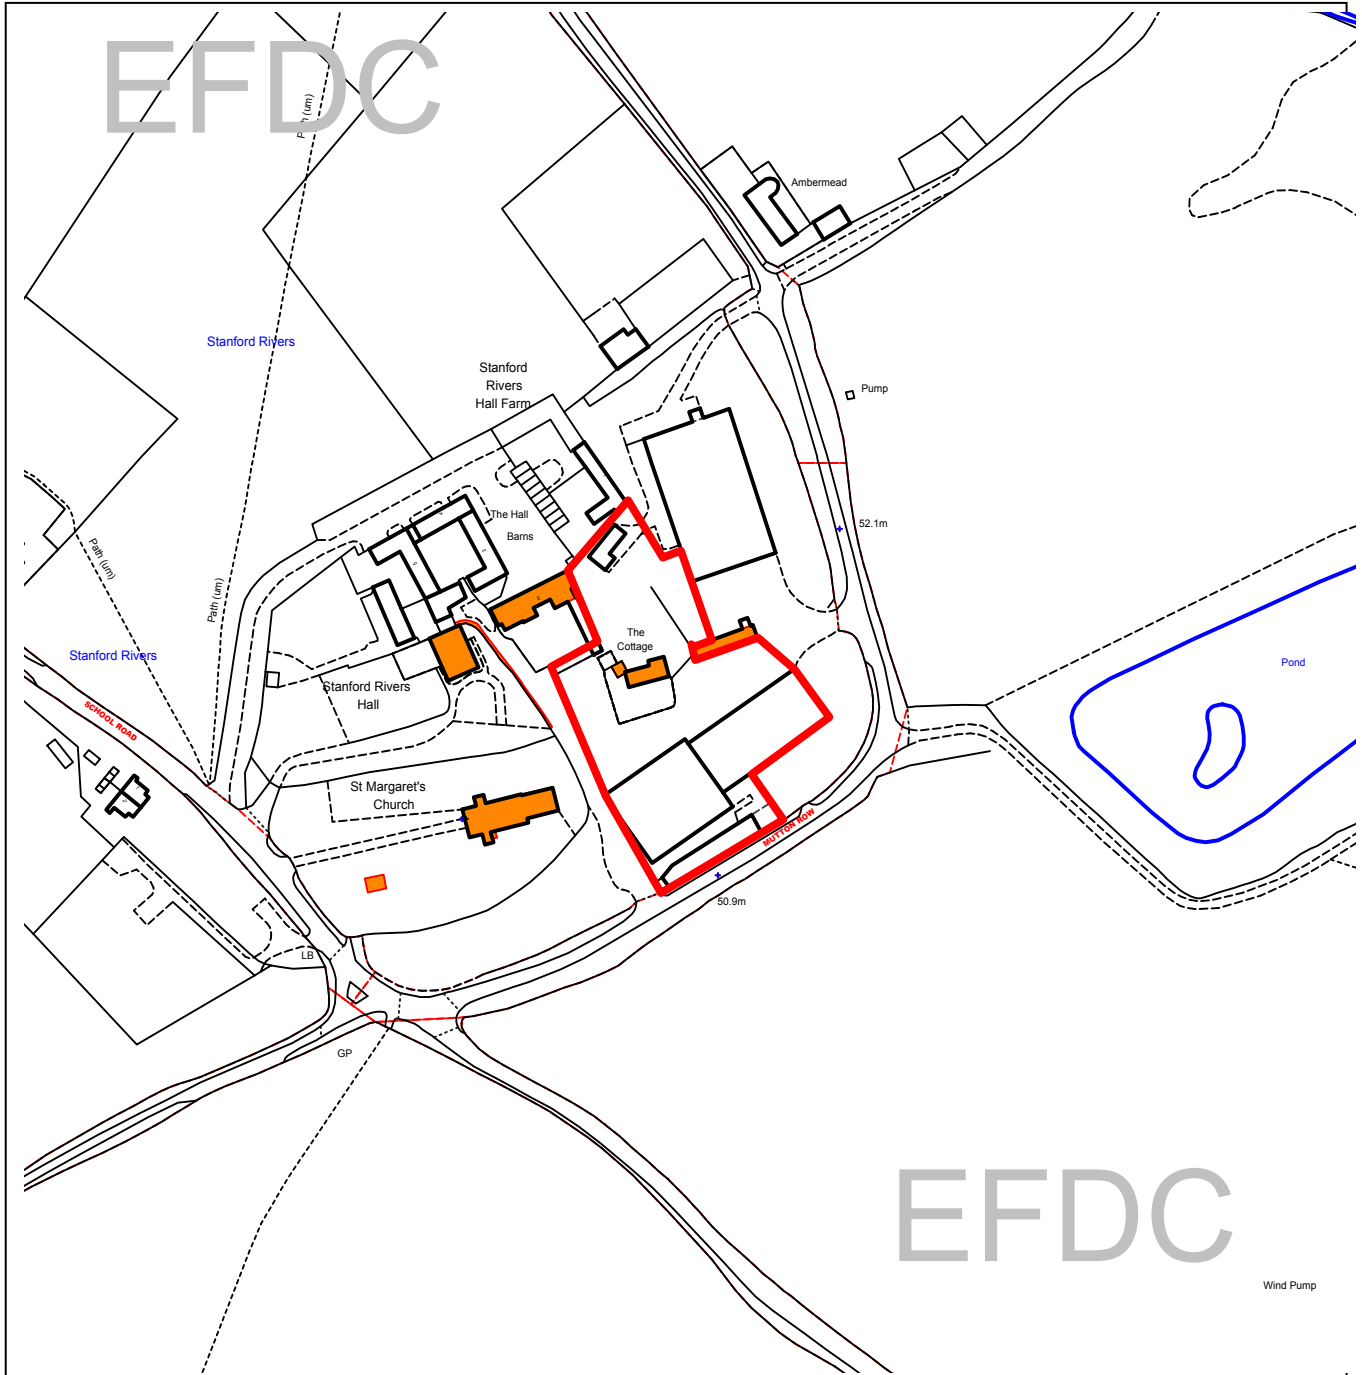 EFDC
Path (um)
Ambermead
Stanford Rivers
Stanford
Rivers
Hall Farm
Pump
The Hall
Barns
52.1m
Path (um)
Path (um)
Stanford Rivers
The
Cottage
Pond
Stanford Rivers
Hall
SCHOOL ROAD
St Margaret's
Church
MUTTON ROW
50.9m
LB
GP
EFDC
Wind Pump